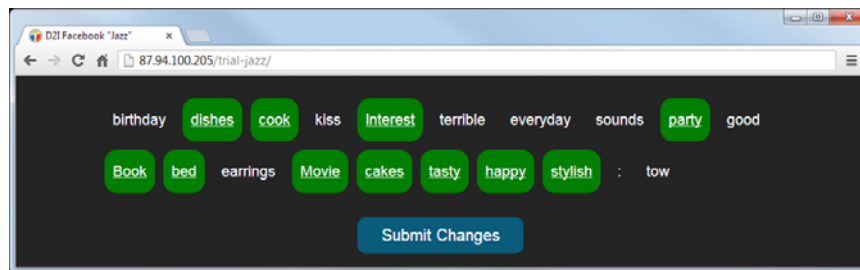 D2I Facebook "Jazz"
87.94.100.205/trial-jazz/
birthday dishes cook kiss Interest terrible everyday sounds party good
Book bed earrings Movie cakes tasty happy stylish : tow
Submit Changes